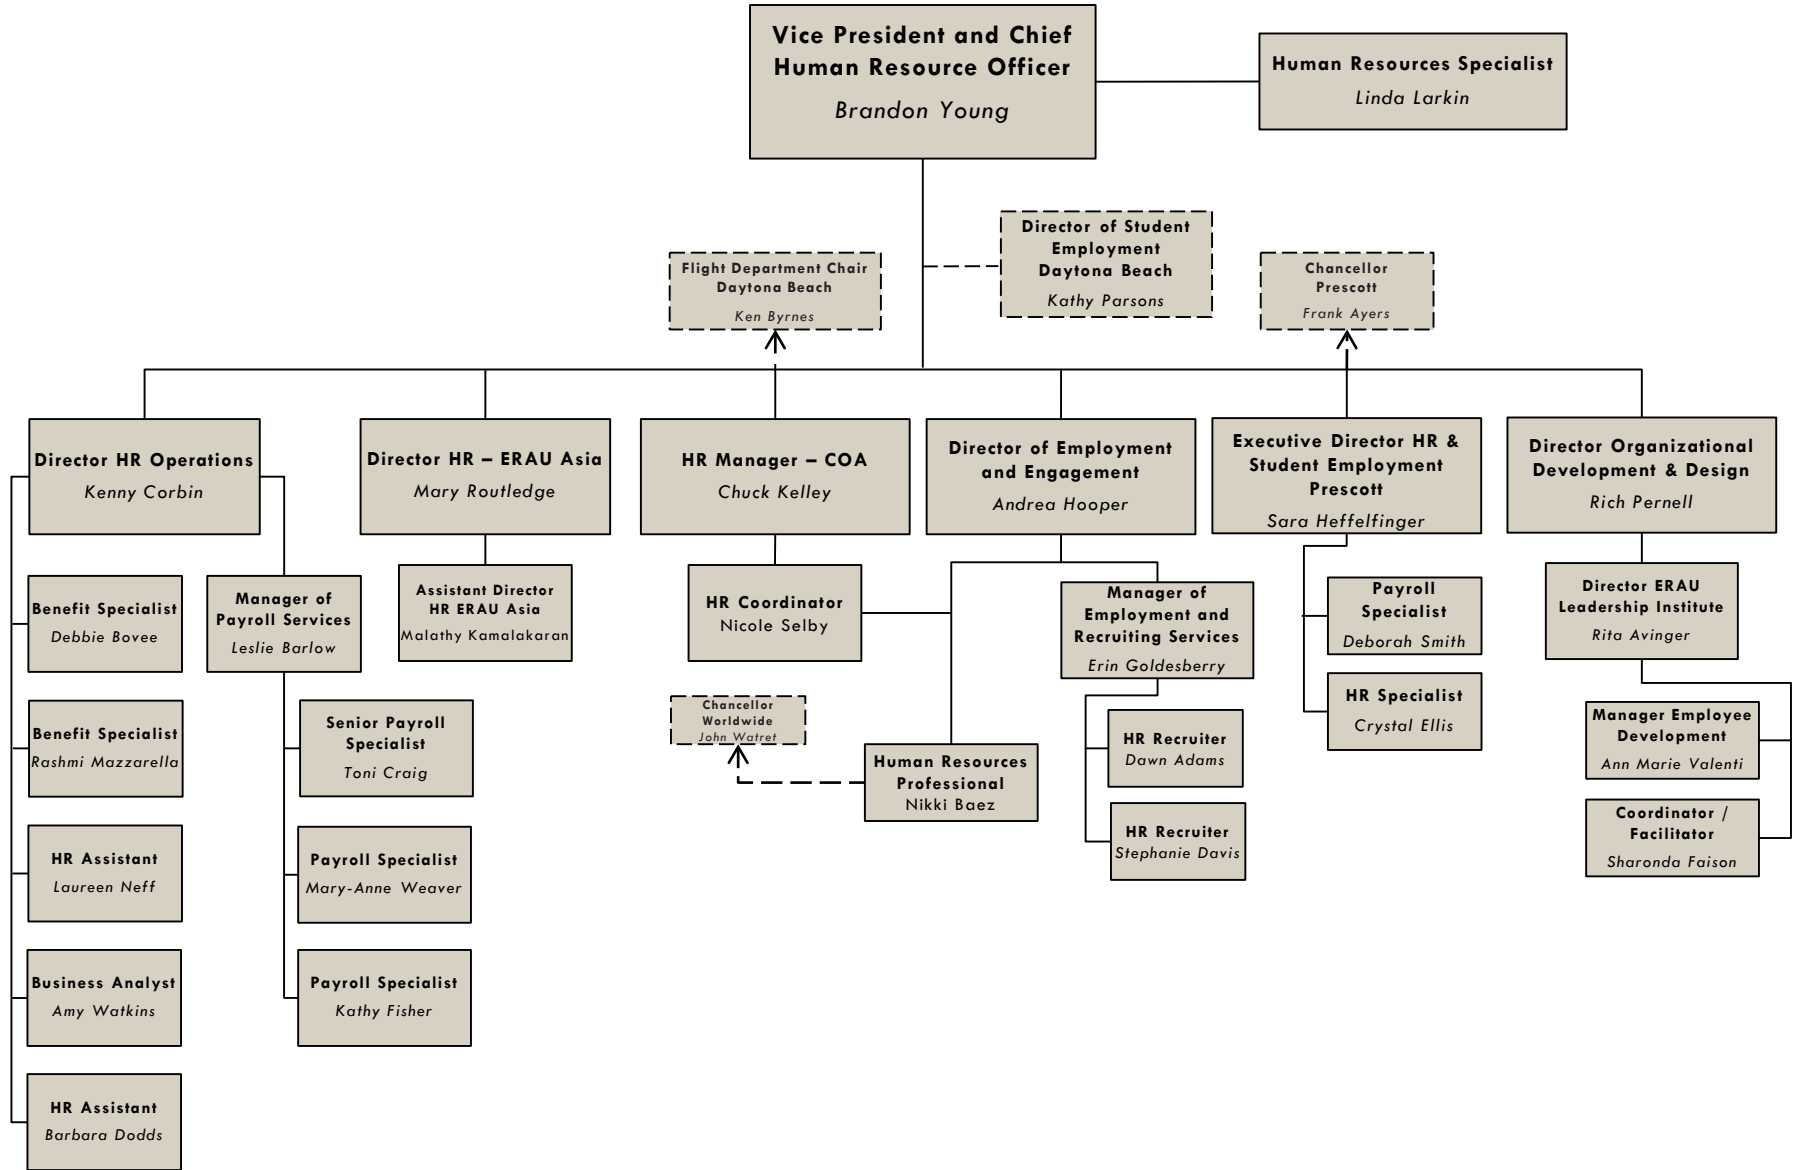 Vice President and Chief
Human Resource Officer
Brandon Young
Human Resources Specialist
Linda Larkin
Director of Student
Employment
Daytona Beach
Kathy Parsons
Flight Department Chair
Daytona Beach
Ken Byrnes
Chancellor
Prescott
Frank Ayers
Director HR Operations
Kenny Corbin
Director HR – ERAU Asia
Mary Routledge
HR Manager – COA
Chuck Kelley
Director of Employment
and Engagement
Andrea Hooper
Executive Director HR &
Student Employment
Prescott
Sara Heffelfinger
Director Organizational
Development & Design
Rich Pernell
Benefit Specialist
Debbie Bovee
Manager of
Payroll Services
Leslie Barlow
Assistant Director
HR ERAU Asia
Malathy Kamalakaran
HR Coordinator
Nicole Selby
Manager of
Employment and
Recruiting Services
Erin Goldesberry
Payroll
Specialist
Deborah Smith
Director ERAU
Leadership Institute
Rita Avinger
Benefit Specialist
Rashmi Mazzarella
Senior Payroll
Specialist
Toni Craig
Chancellor
Worldwide
John Watret
Human Resources
Professional
Nikki Baez
HR Recruiter
Dawn Adams
HR Specialist
Crystal Ellis
Manager Employee
Development
Ann Marie Valenti
HR Assistant
Laureen Neff
Payroll Specialist
Mary-Anne Weaver
HR Recruiter
Stephanie Davis
Coordinator /
Facilitator
Sharonda Faison
Business Analyst
Amy Watkins
Payroll Specialist
Kathy Fisher
HR Assistant
Barbara Dodds